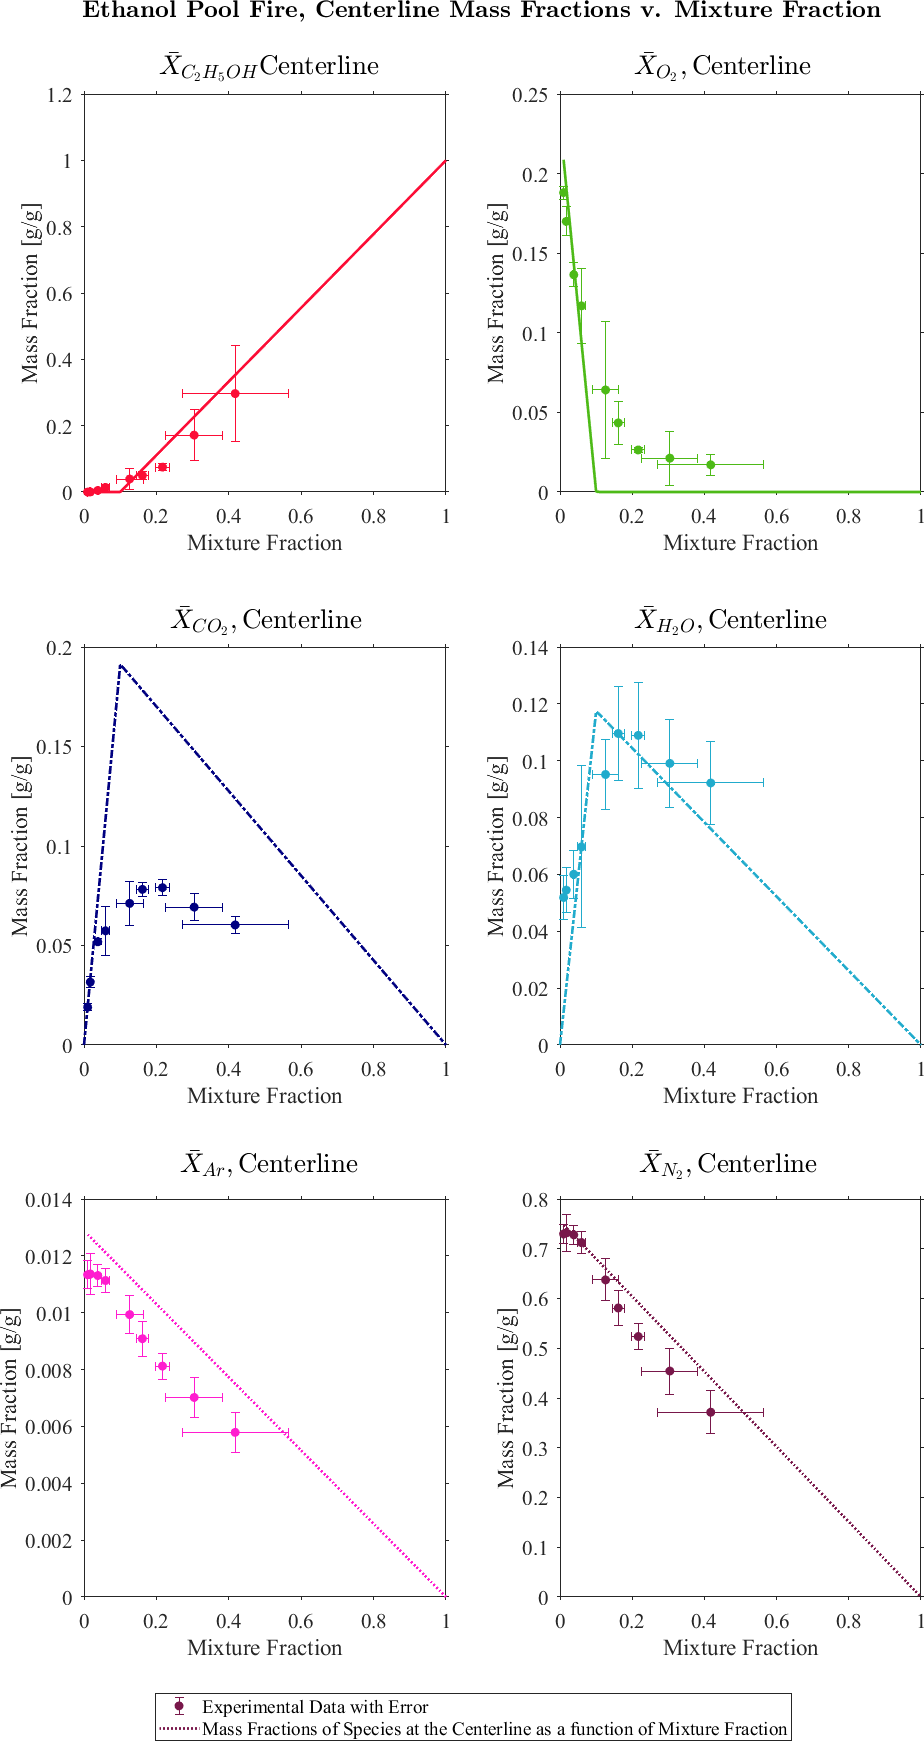 Ethanol Pool Fire, Centerline Mass Fractions v. Mixture Fraction
X̄_{C₂H₅OH}Centerline
1.2
1
0.8
0.6
0.4
0.2
0
0 0.2 0.4 0.6 0.8 1
Mass Fraction [g/g]
Mixture Fraction
X̄_{O₂}, Centerline
0.25
0.2
0.15
0.1
0.05
0
0 0.2 0.4 0.6 0.8 1
Mass Fraction [g/g]
Mixture Fraction
X̄_{CO₂}, Centerline
0.2
0.15
0.1
0.05
0
0 0.2 0.4 0.6 0.8 1
Mass Fraction [g/g]
Mixture Fraction
X̄_{H₂O}, Centerline
0.14
0.12
0.1
0.08
0.06
0.04
0.02
0
0 0.2 0.4 0.6 0.8 1
Mass Fraction [g/g]
Mixture Fraction
X̄_{Ar}, Centerline
0.014
0.012
0.01
0.008
0.006
0.004
0.002
0
0 0.2 0.4 0.6 0.8 1
Mass Fraction [g/g]
Mixture Fraction
X̄_{N₂}, Centerline
0.8
0.7
0.6
0.5
0.4
0.3
0.2
0.1
0
0 0.2 0.4 0.6 0.8 1
Mass Fraction [g/g]
Mixture Fraction
Experimental Data with Error
Mass Fractions of Species at the Centerline as a function of Mixture Fraction